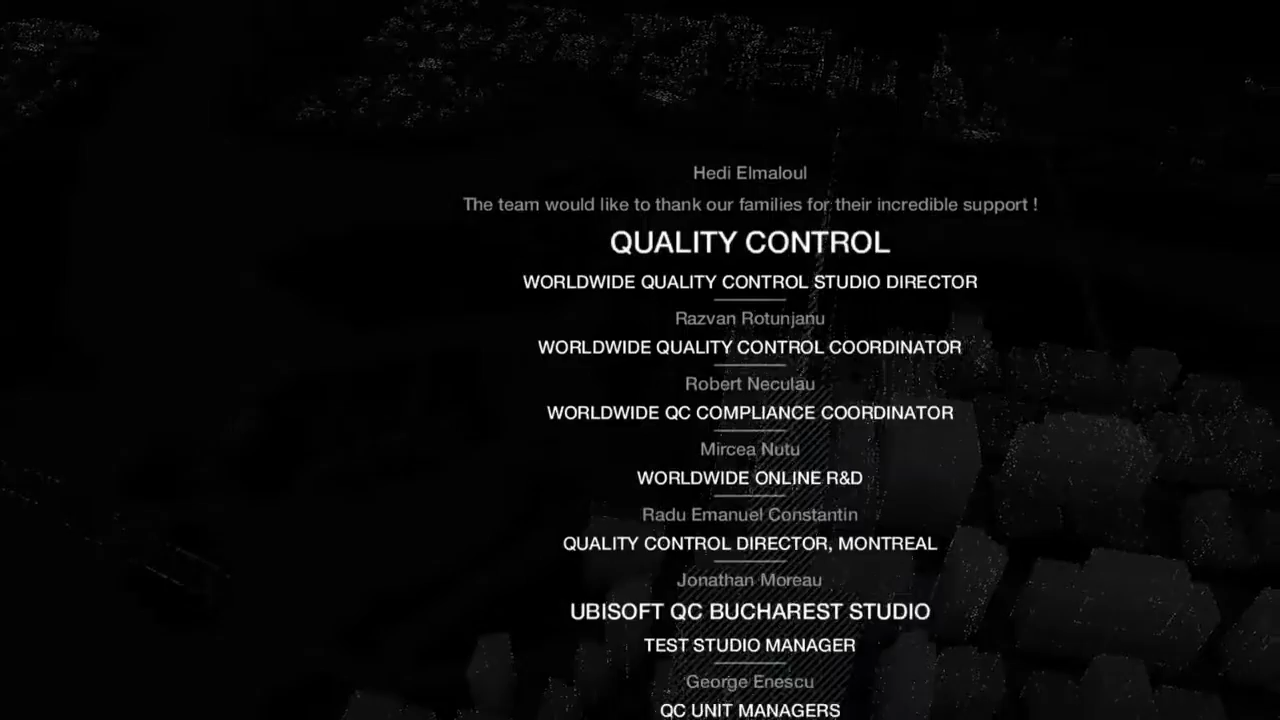 Hedi Elmaloul
The team would like to thank our families for their incredible support !
QUALITY CONTROL
WORLDWIDE QUALITY CONTROL STUDIO DIRECTOR
Razvan Rotunjanu
WORLDWIDE QUALITY CONTROL COORDINATOR
Robert Neculau
WORLDWIDE QC COMPLIANCE COORDINATOR
Mircea Nutu
WORLDWIDE ONLINE R&D
Radu Emanuel Constantin
QUALITY CONTROL DIRECTOR, MONTREAL
Jonathan Moreau
UBISOFT QC BUCHAREST STUDIO
TEST STUDIO MANAGER
George Enescu
QC UNIT MANAGERS